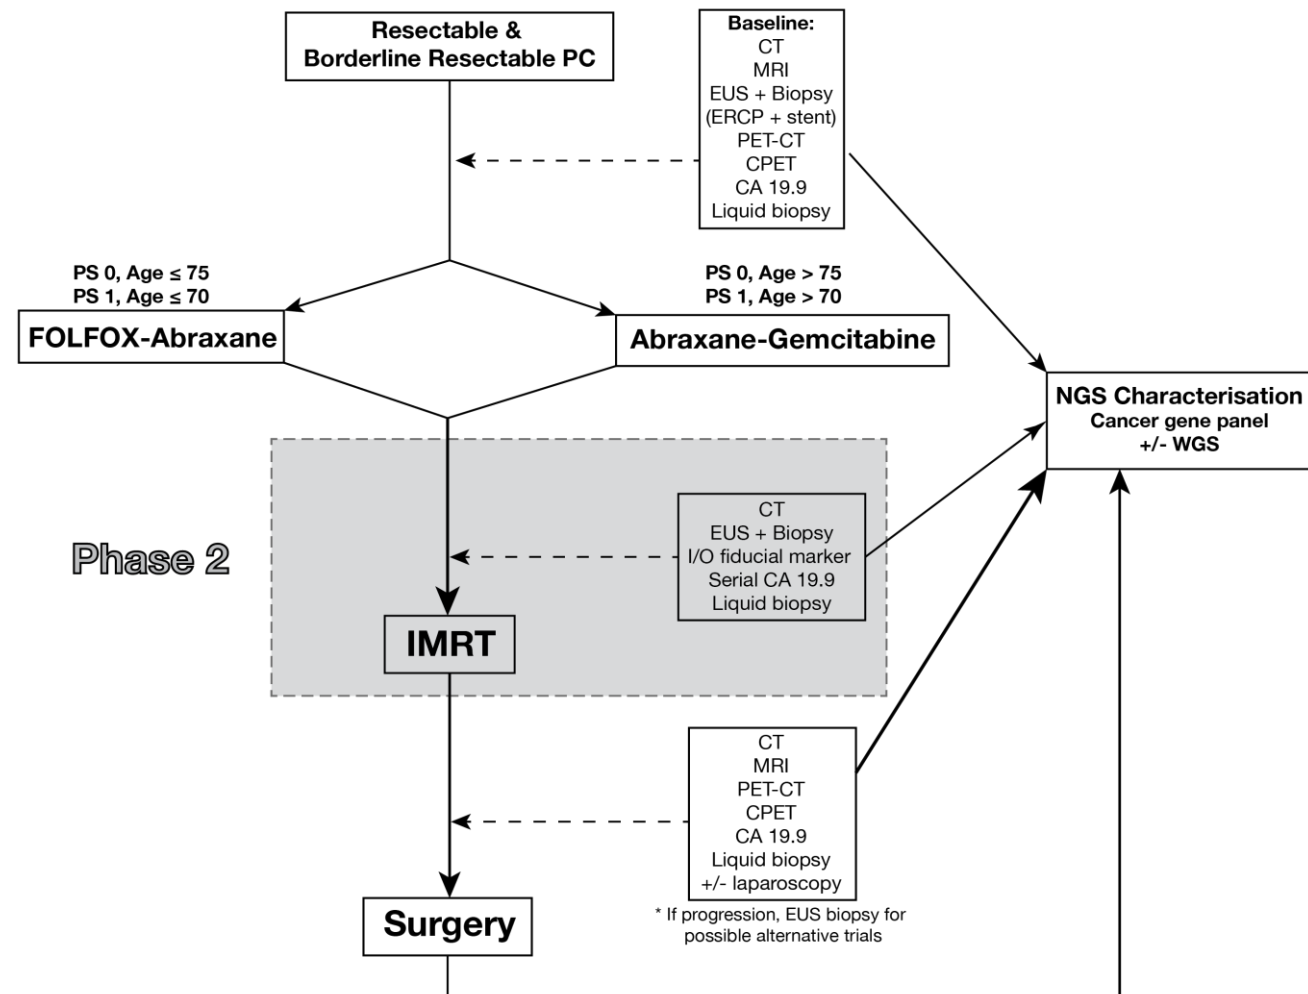 Resectable &
Borderline Resectable PC
Baseline:
CT
MRI
EUS + Biopsy
(ERCP + stent)
PET-CT
CPET
CA 19.9
Liquid biopsy
PS 0, Age ≤ 75
PS 1, Age ≤ 70
FOLFOX-Abraxane
PS 0, Age > 75
PS 1, Age > 70
Abraxane-Gemcitabine
NGS Characterisation
Cancer gene panel
+/- WGS
Phase 2
CT
EUS + Biopsy
I/O fiducial marker
Serial CA 19.9
Liquid biopsy
IMRT
CT
MRI
PET-CT
CPET
CA 19.9
Liquid biopsy
+/- laparoscopy
* If progression, EUS biopsy for
possible alternative trials
Surgery